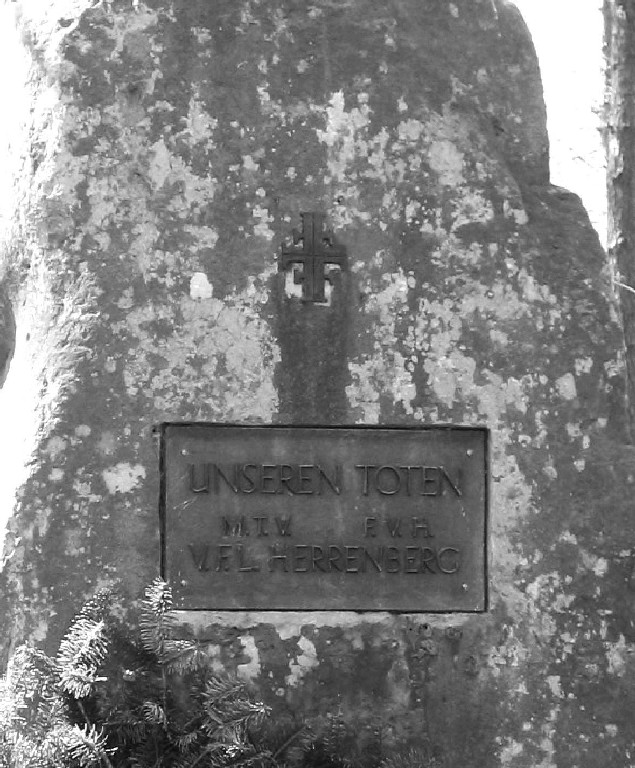 UNSEREN TOTEN
M.T.V. F.V.H.
V.F.L. HERRENBERG